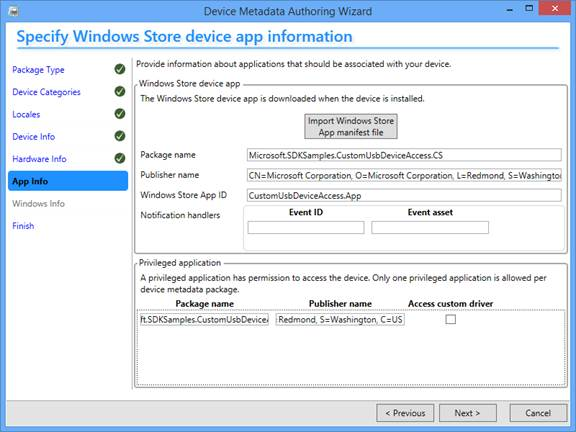 Device Metadata Authoring Wizard
Specify Windows Store device app information
Package Type
Device Categories
Locales
Device Info
Hardware Info
App Info
Windows Info
Finish
Provide information about applications that should be associated with your device.
Windows Store device app
The Windows Store device app is downloaded when the device is installed.
Import Windows Store
App manifest file
Package name
Microsoft.SDKSamples.CustomUsbDeviceAccess.CS
Publisher name
CN=Microsoft Corporation, O=Microsoft Corporation, L=Redmond, S=Washington
Windows Store App ID
CustomUsbDeviceAccess.App
Notification handlers
Event ID
Event asset
Privileged application
A privileged application has permission to access the device. Only one privileged application is allowed per
device metadata package.
Package name
Publisher name
Access custom driver
ft.SDKSamples.CustomUsbDeviceA
Redmond, S=Washington, C=US
< Previous
Next >
Cancel